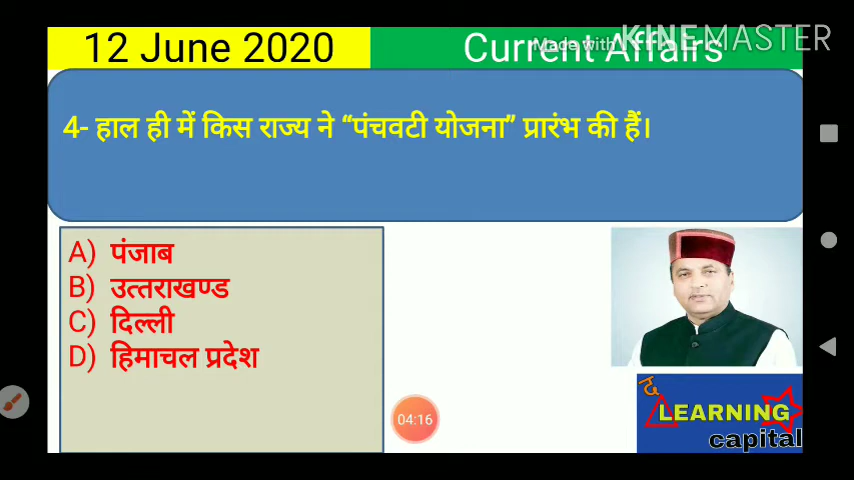 12 June 2020
Current Affairs
Made with KINEMASTER
4- हाल ही में किस राज्य ने “पंचवटी योजना” प्रारंभ की हैं।
A) पंजाब
B) उत्तराखण्ड
C) दिल्ली
D) हिमाचल प्रदेश
04:16
LEARNING
capital